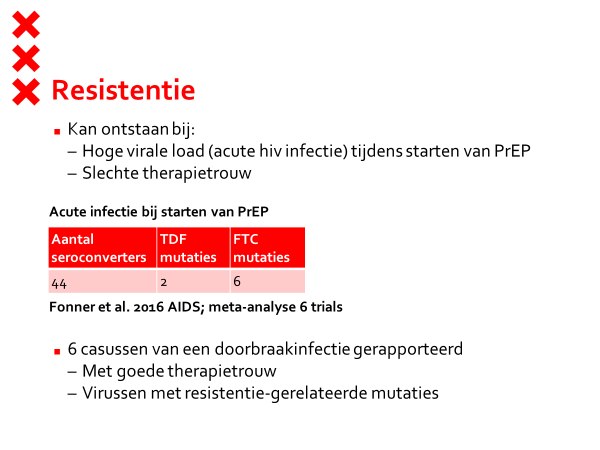 Resistentie
Kan ontstaan bij:
– Hoge virale load (acute hiv infectie) tijdens starten van PrEP
– Slechte therapietrouw
Acute infectie bij starten van PrEP
Aantal seroconverters TDF mutaties FTC mutaties
44 2 6
Fonner et al. 2016 AIDS; meta-analyse 6 trials
6 casussen van een doorbraakinfectie gerapporteerd
– Met goede therapietrouw
– Virussen met resistentie-gerelateerde mutaties